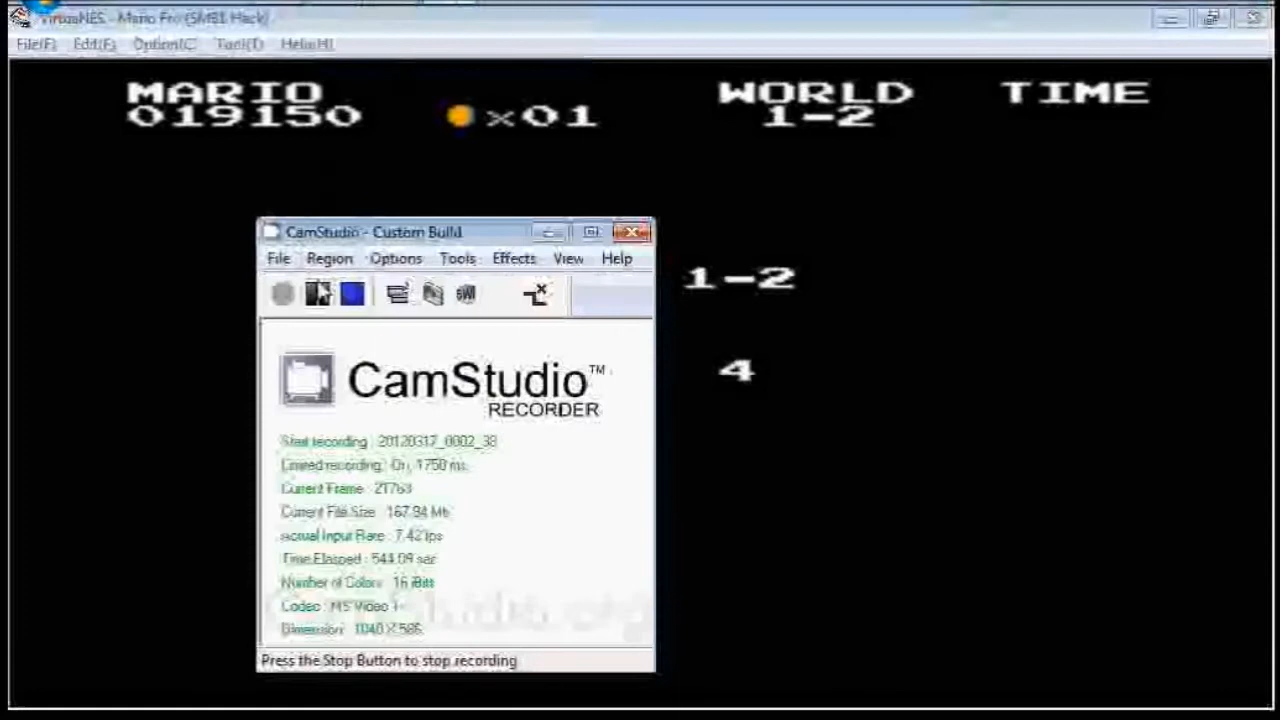 VirtuaNES - Mario Fro (SMB1 Hack)
File(F) Edit(E) Option(O) Tool(T) Help(H)
MARIO WORLD TIME
019150 ×01 1-2
CamStudio - Custom Build
File Region Options Tools Effects View Help
1-2
4
CamStudio™
RECORDER
Start recording : 20120317_0002_38
Limited recording: On, 1750 ms
Current Frame : 21763
Current File Size : 167.94 Mb
Actual Input Rate : 7.42 fps
Time Elapsed : 544.09 sec
Number of Colors : 16 Bits
Codec : MS Video 1
Dimension : 1040 X 586
Press the Stop Button to stop recording